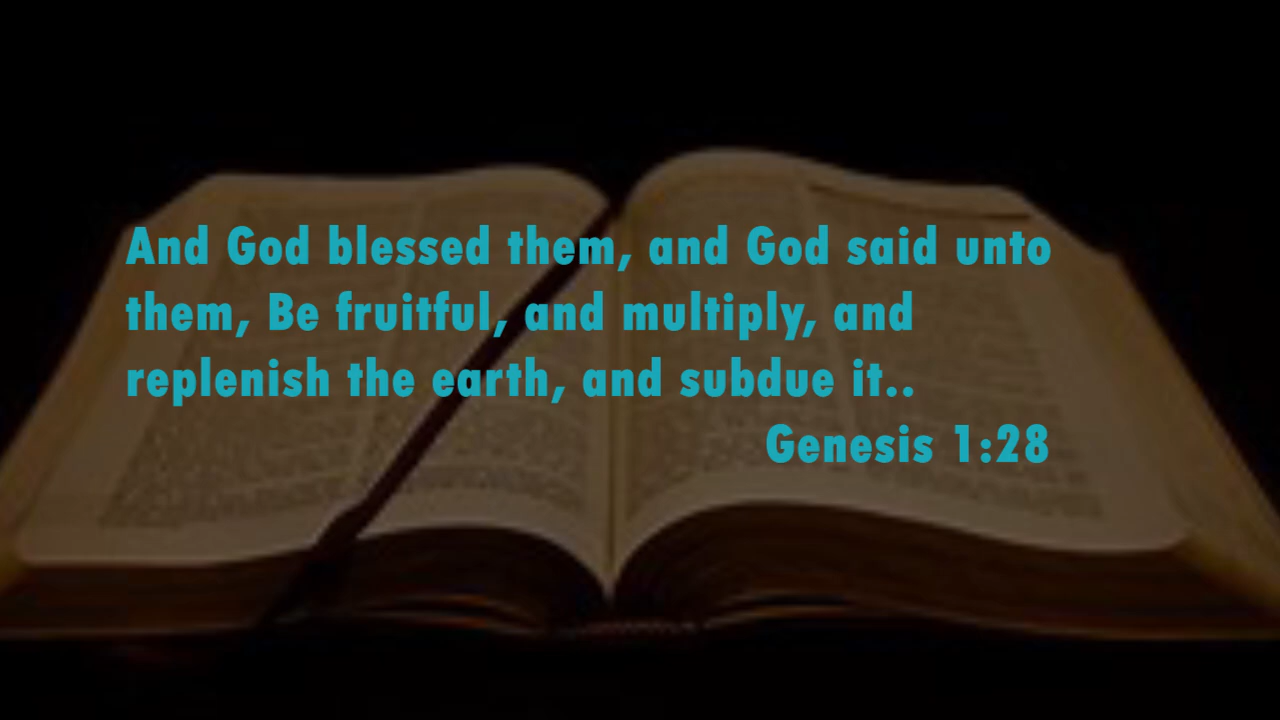 And God blessed them, and God said unto
them, Be fruitful, and multiply, and
replenish the earth, and subdue it..
Genesis 1:28